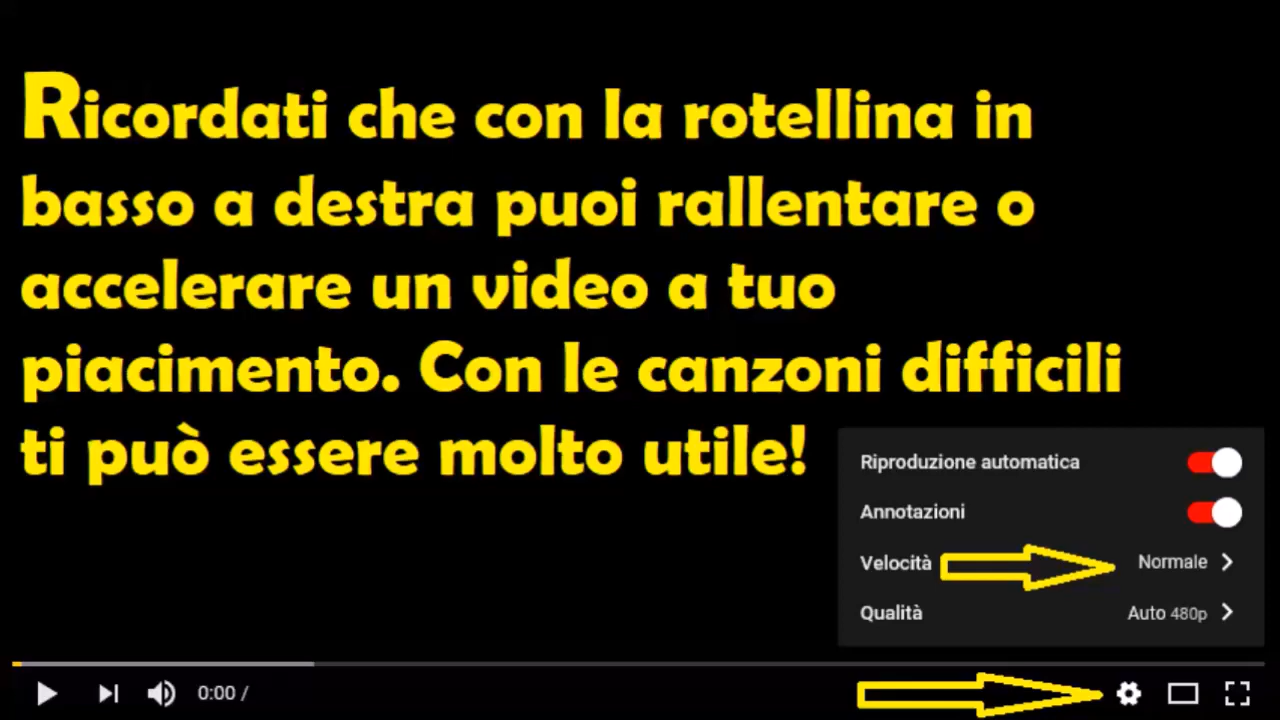 Ricordati che con la rotellina in
basso a destra puoi rallentare o
accelerare un video a tuo
piacimento. Con le canzoni difficili
ti può essere molto utile!
Riproduzione automatica
Annotazioni
Velocità Normale
Qualità Auto 480p
0:00 /